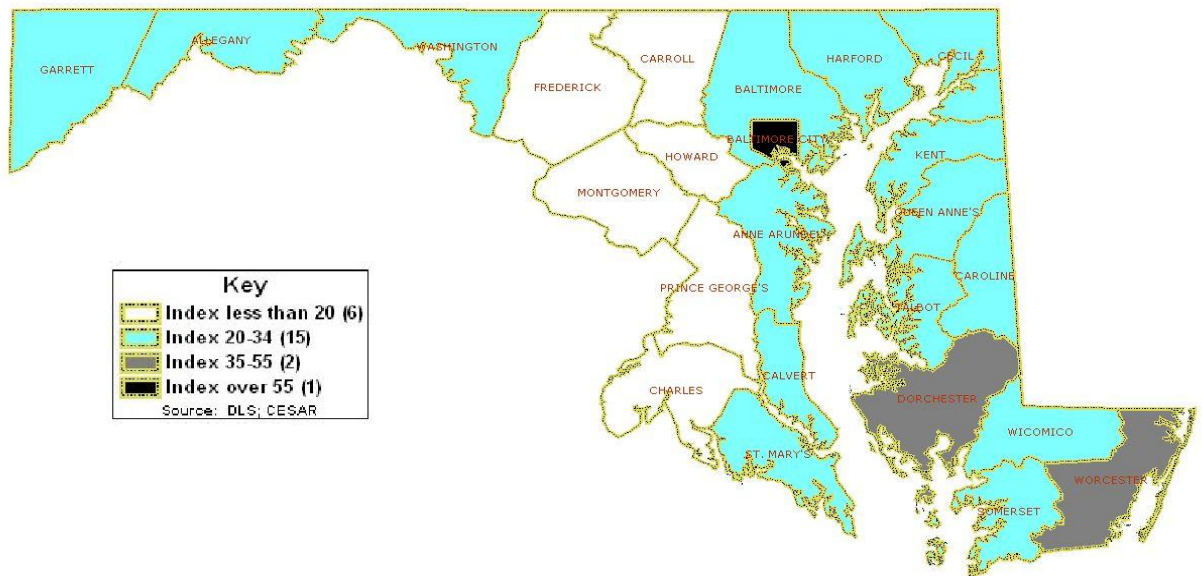 GARRETT
ALLEGANY
WASHINGTON
FREDERICK
CARROLL
BALTIMORE
HARFORD
CECIL
BALTIMORE CITY
HOWARD
MONTGOMERY
KENT
QUEEN ANNE'S
ANNE ARUNDEL
CAROLINE
PRINCE GEORGE'S
TALBOT
CALVERT
CHARLES
DORCHESTER
WICOMICO
ST. MARY'S
WORCESTER
SOMERSET
Key
Index less than 20 (6)
Index 20-34 (15)
Index 35-55 (2)
Index over 55 (1)
Source: DLS; CESAR